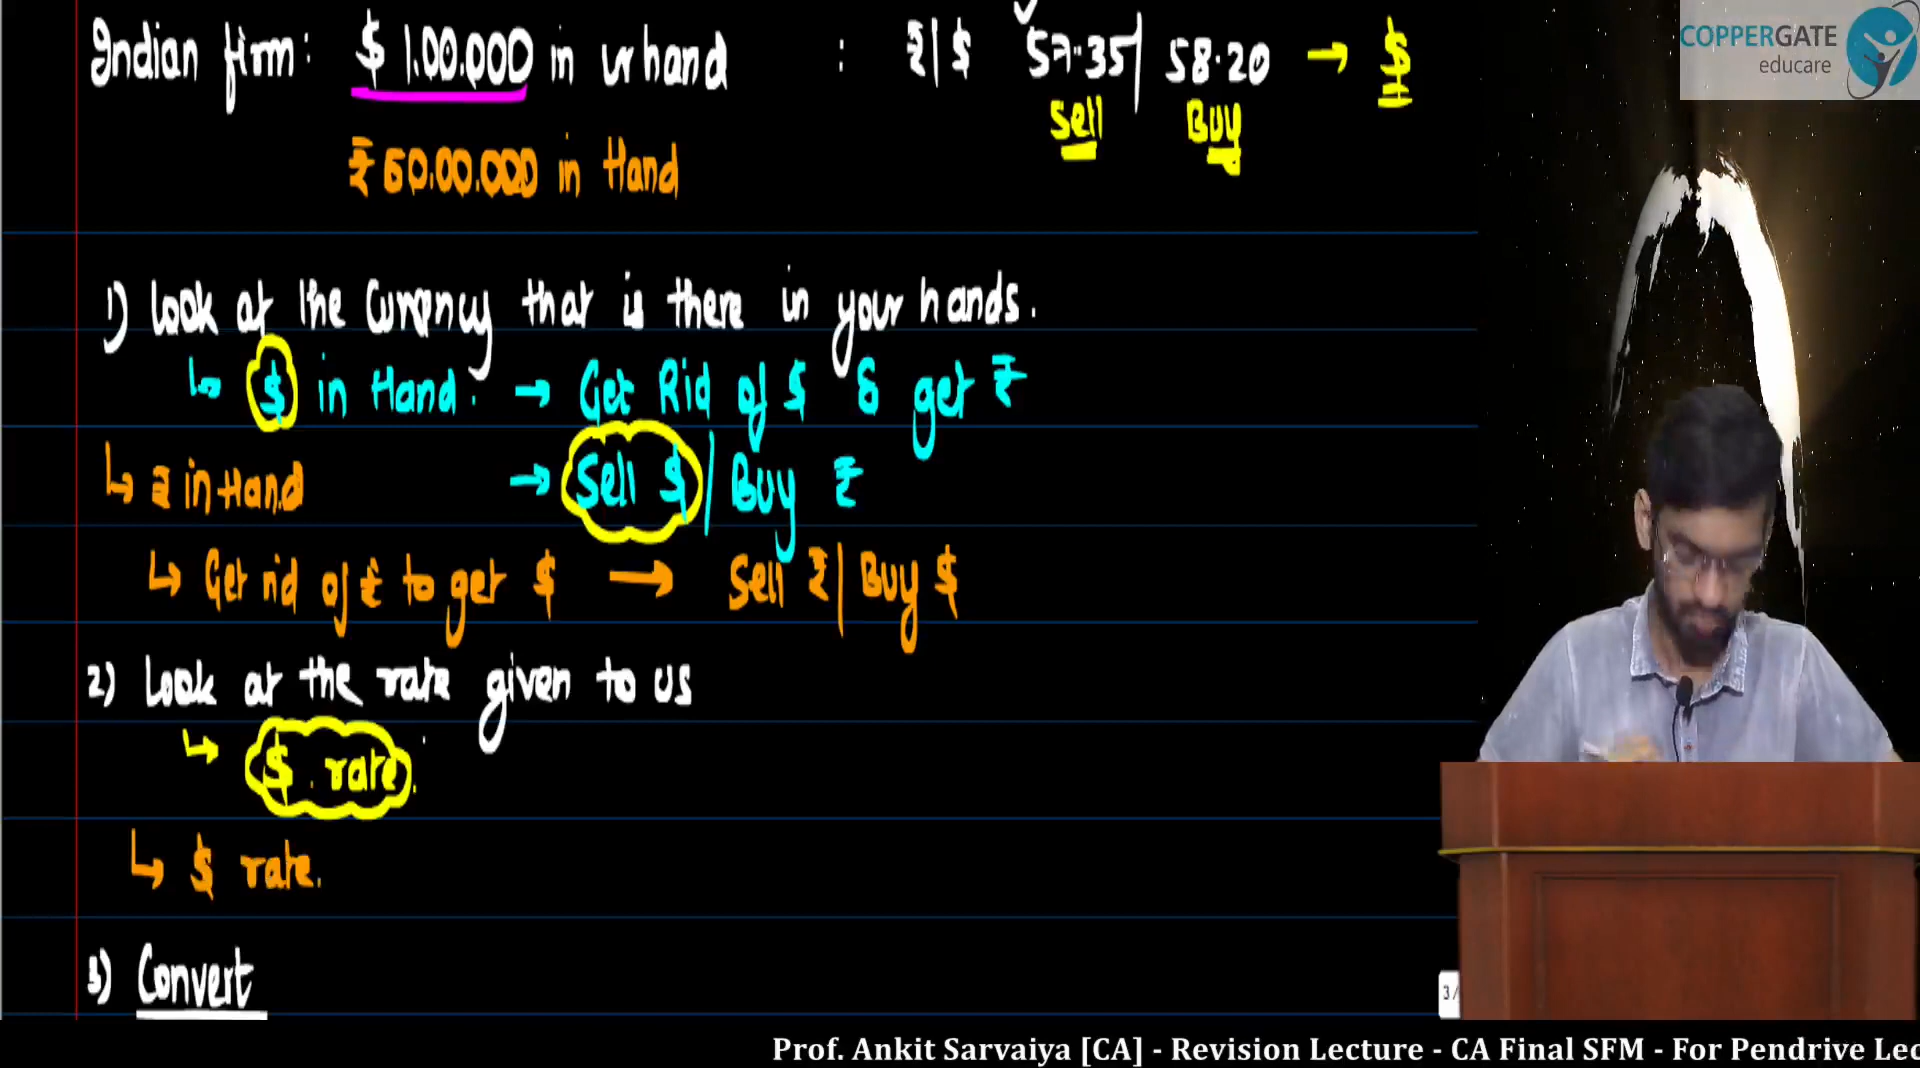 Indian firm: $ 1,00,000 in ur hand : ₹|$ 57.35| 58.20 → $
Sell Buy
₹ 60,00,000 in Hand
COPPERGATE
educare
1) Look at the Currency that is there in your hands.
↳ $ in Hand. → Get Rid of $ & get ₹
↳ ₹ in Hand → Sell $ | Buy ₹
↳ Get rid of ₹ to get $ → Sell ₹ | Buy $
2) Look at the rate given to us
↳ $ rate.
↳ $ rate.
3) Convert
3/
Prof. Ankit Sarvaiya [CA] - Revision Lecture - CA Final SFM - For Pendrive Lec